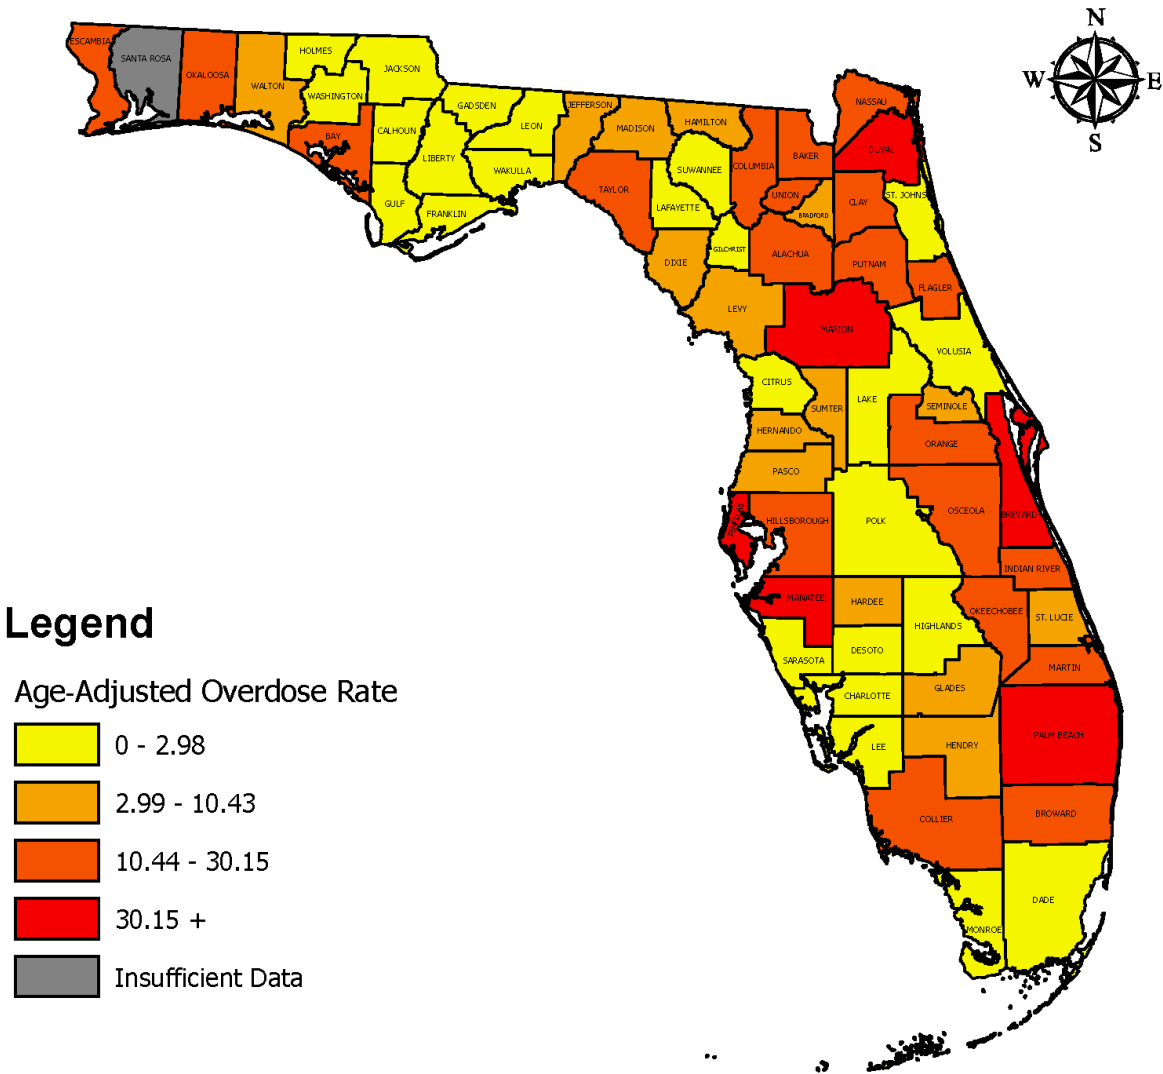 N
W E
S
ESCAMBIA
SANTA ROSA
OKALOOSA
WALTON
HOLMES
WASHINGTON
JACKSON
BAY
CALHOUN
GULF
LIBERTY
GADSDEN
LEON
WAKULLA
FRANKLIN
JEFFERSON
MADISON
TAYLOR
HAMILTON
SUWANNEE
LAFAYETTE
DIXIE
COLUMBIA
GILCHRIST
LEVY
BAKER
UNION
BRADFORD
ALACHUA
NASSAU
DUVAL
CLAY
ST. JOHNS
PUTNAM
FLAGLER
MARION
VOLUSIA
CITRUS
SUMTER
LAKE
SEMINOLE
HERNANDO
ORANGE
PASCO
PINELLAS
HILLSBOROUGH
POLK
OSCEOLA
BREVARD
INDIAN RIVER
MANATEE
HARDEE
HIGHLANDS
OKEECHOBEE
ST. LUCIE
SARASOTA
DESOTO
MARTIN
CHARLOTTE
GLADES
LEE
HENDRY
PALM BEACH
COLLIER
BROWARD
DADE
MONROE
Legend
Age-Adjusted Overdose Rate
0 - 2.98
2.99 - 10.43
10.44 - 30.15
30.15 +
Insufficient Data